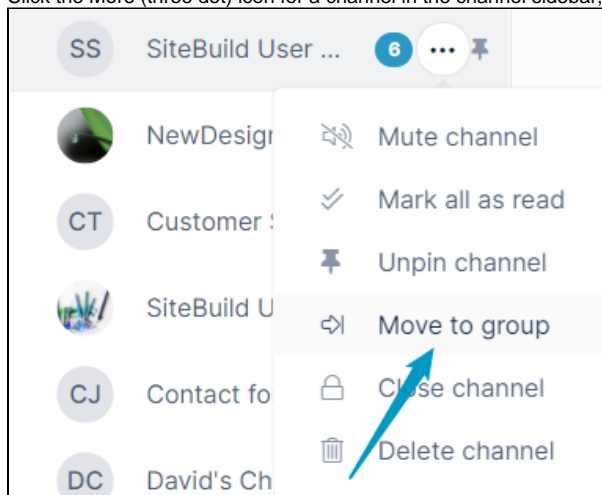 Click the More (three dot) icon for a channel in the channel sidebar,
SS SiteBuild User ... 6 ...
NewDesign Mute channel
Mark all as read
CT Customer S
Unpin channel
SiteBuild U
Move to group
CJ Contact fo Close channel
Delete channel
DC David's Ch